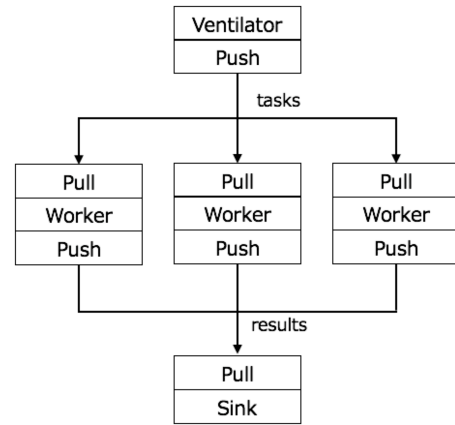 Ventilator
Push
tasks
Pull
Pull
Pull
Worker
Worker
Worker
Push
Push
Push
results
Pull
Sink